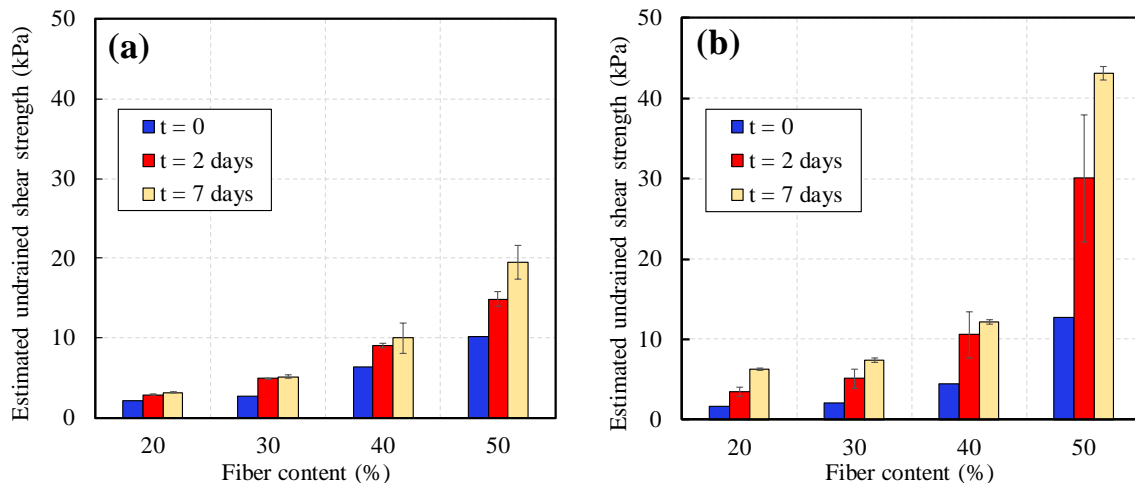 (a)
Estimated undrained shear strength (kPa)
50
40
30
20
10
0
t = 0
t = 2 days
t = 7 days
20 30 40 50
Fiber content (%)
(b)
Estimated undrained shear strength (kPa)
50
40
30
20
10
0
t = 0
t = 2 days
t = 7 days
20 30 40 50
Fiber content (%)